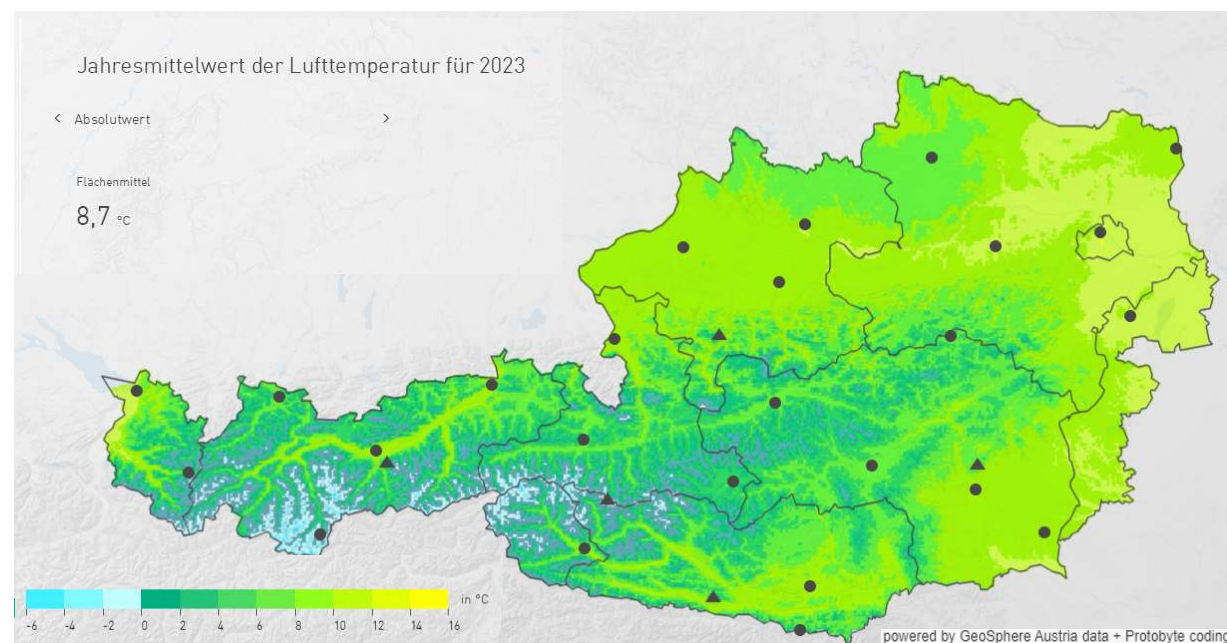 Jahresmittelwert der Lufttemperatur für 2023
< Absolutwert >
Flächenmittel
8,7 °C
in °C
-6 -4 -2 0 2 4 6 8 10 12 14 16
powered by GeoSphere Austria data + Protobyte coding